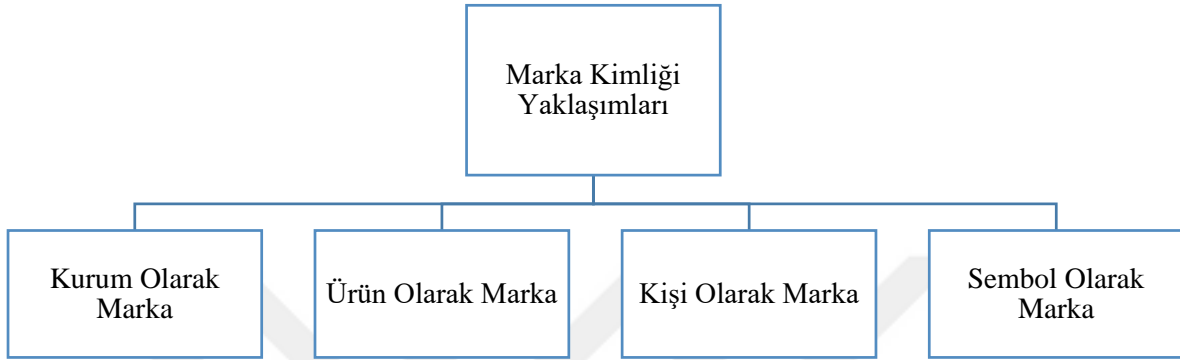 Marka Kimliği
Yaklaşımları
Kurum Olarak
Marka
Ürün Olarak Marka
Kişi Olarak Marka
Sembol Olarak
Marka